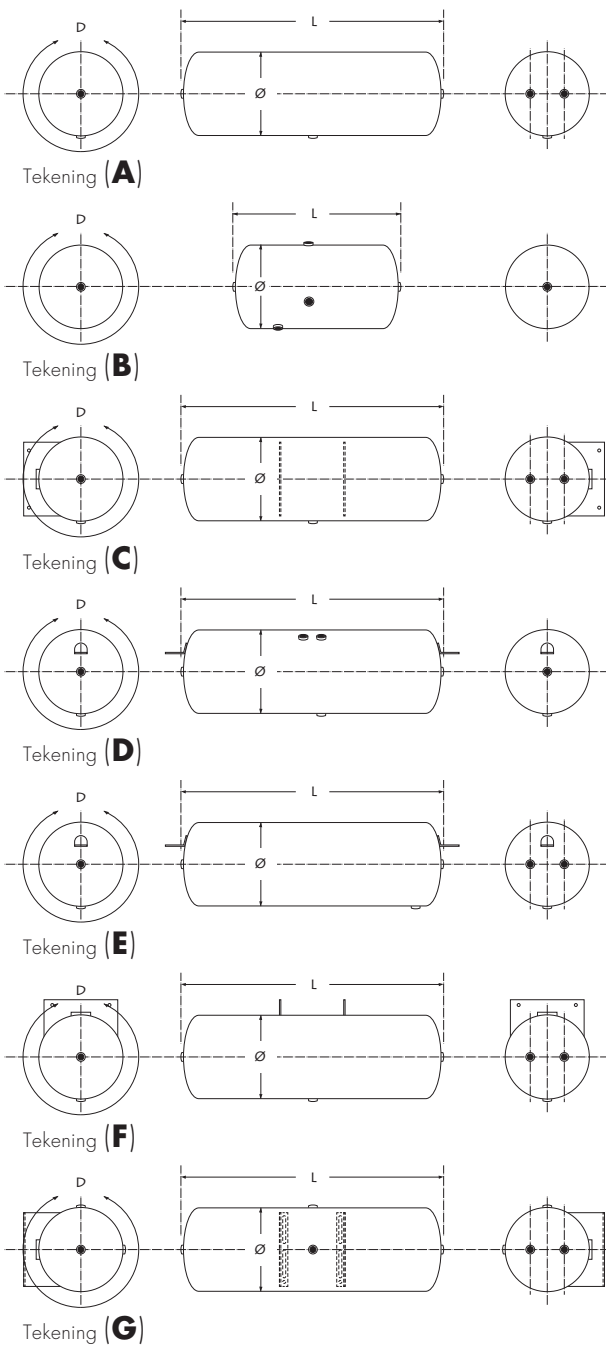 D L
Ø
Tekening (A)
D L
Ø
Tekening (B)
D L
Ø
Tekening (C)
D L
Ø
Tekening (D)
D L
Ø
Tekening (E)
D L
Ø
Tekening (F)
D L
Ø
Tekening (G)